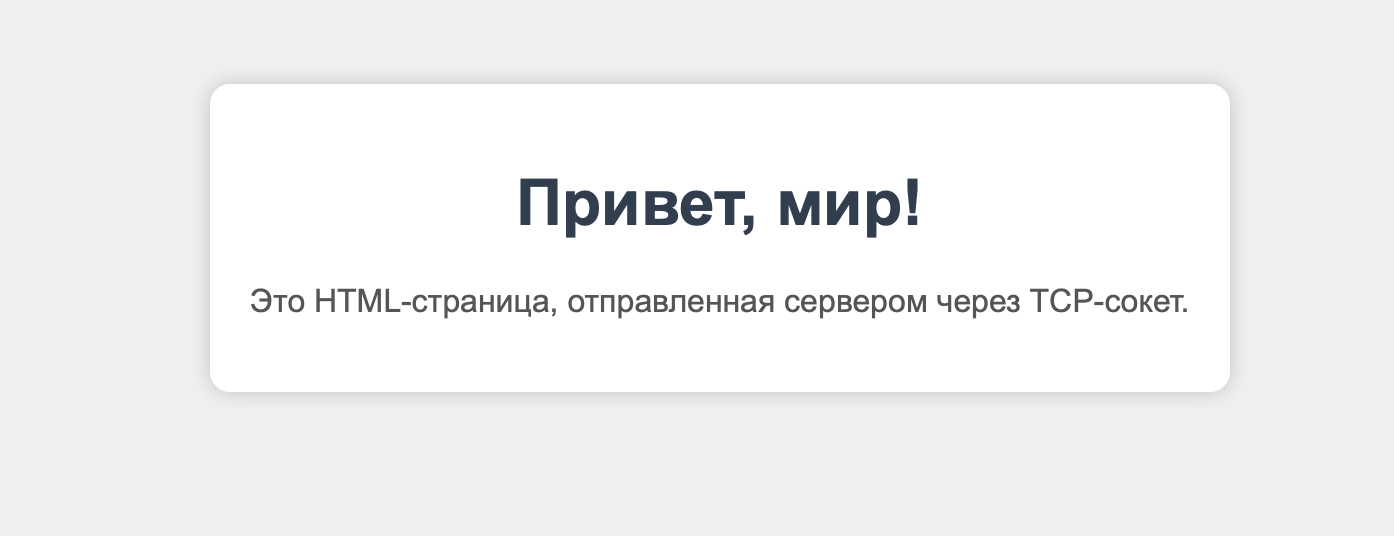 Привет, мир!
Это HTML-страница, отправленная сервером через TCP-сокет.